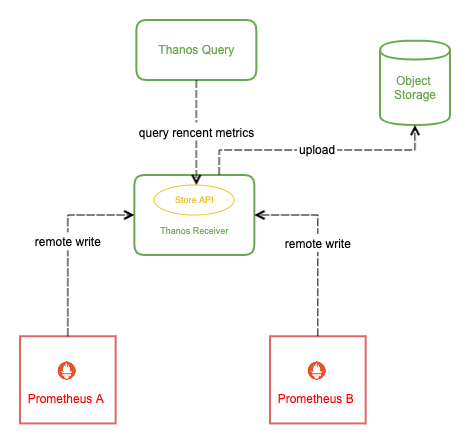 Thanos Query
Object
Storage
query rencent metrics
upload
Store API
Thanos Receiver
remote write
remote write
Prometheus A
Prometheus B